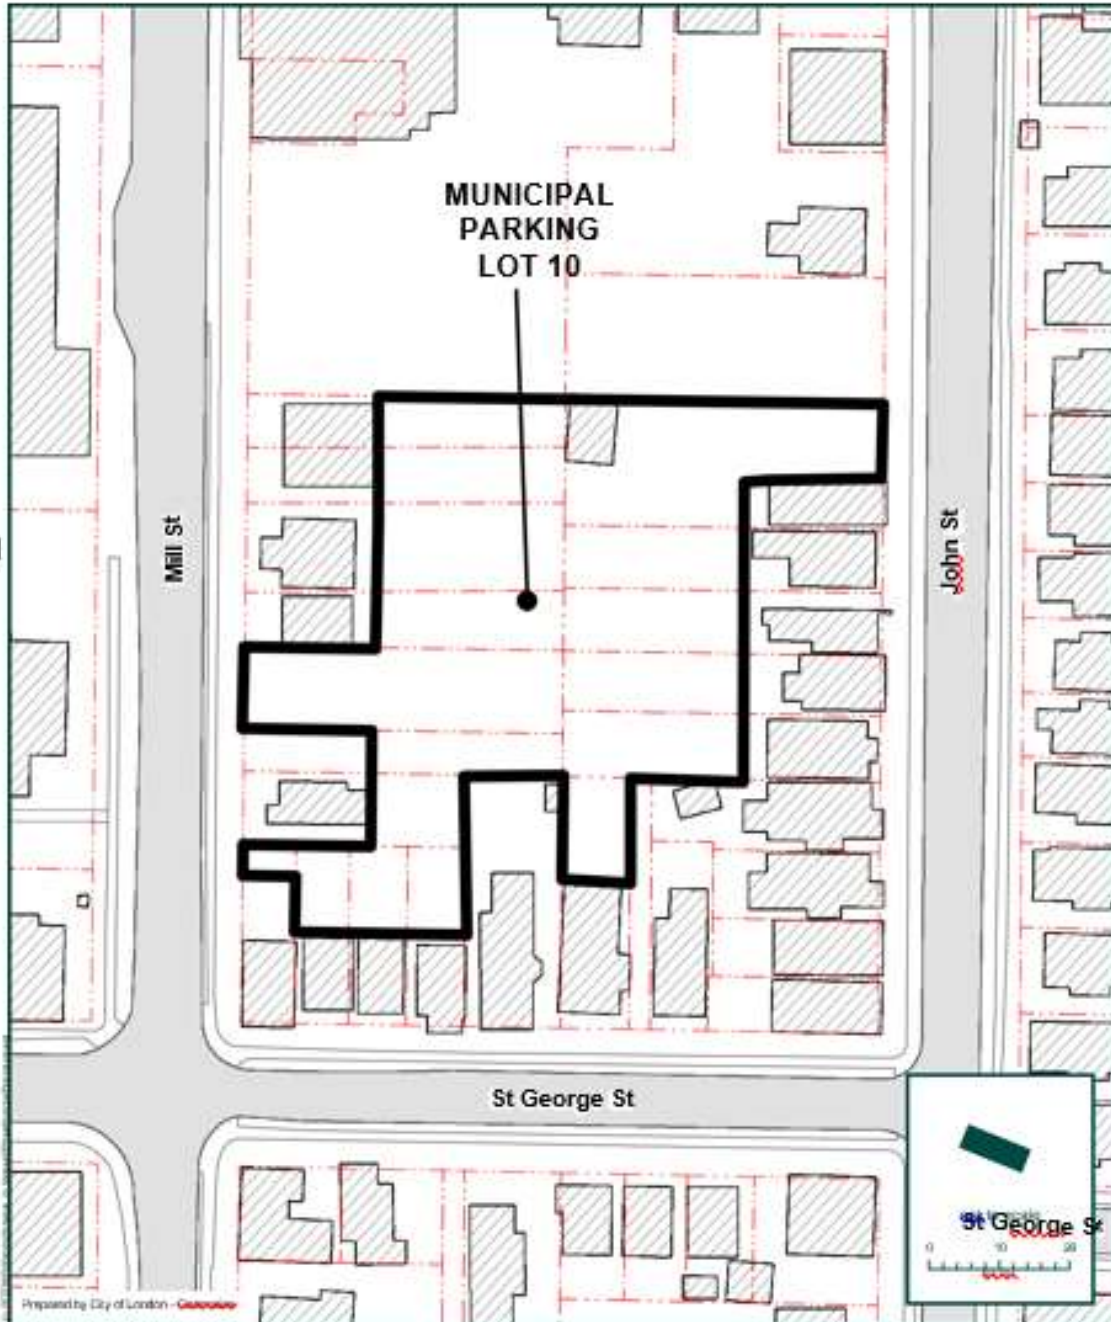 MUNICIPAL
PARKING
LOT 10
Mill St
John St
St George St
St George St
0 10 20
Prepared by City of London -